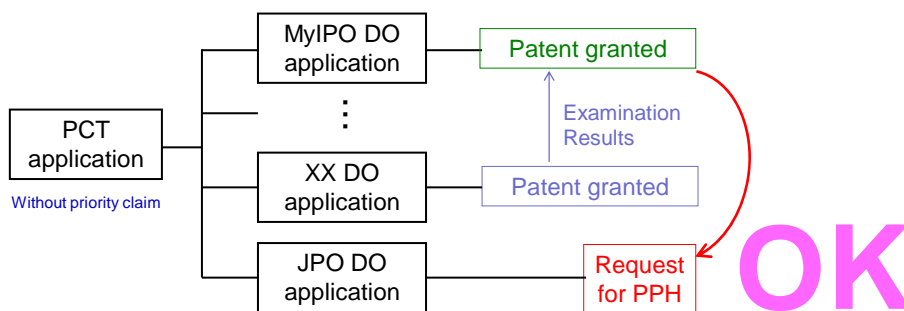 MyIPO DO
application
Patent granted
⋮
Examination
Results
PCT
application
Without priority claim
XX DO
application
Patent granted
JPO DO
application
Request
for PPH
OK